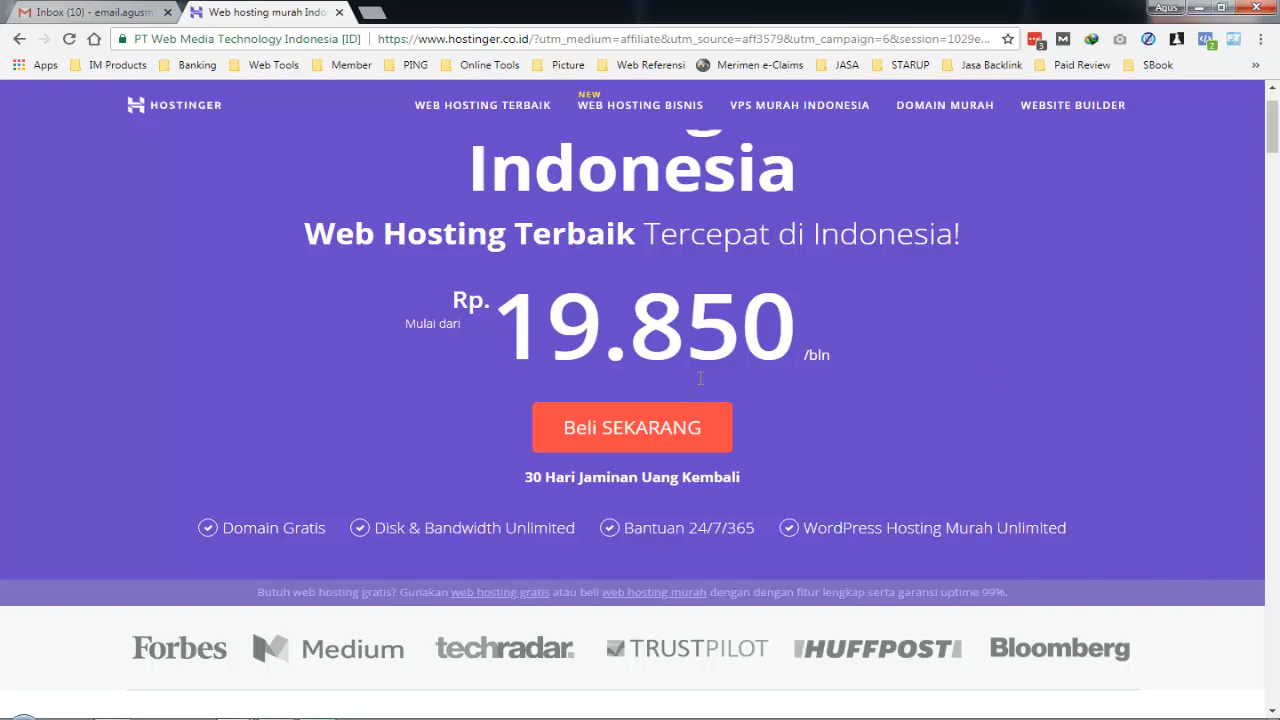 Inbox (10) - email.agusm
Web hosting murah Indo
Agus
PT Web Media Technology Indonesia [ID]
https://www.hostinger.co.id/?utm_medium=affiliate&utm_source=aff3579&utm_campaign=6&session=1029e...
3
2
Apps
IM Products
Banking
Web Tools
Member
PING
Online Tools
Picture
Web Referensi
Merimen e-Claims
JASA
STARUP
Jasa Backlink
Paid Review
SBook
»
HOSTINGER
WEB HOSTING TERBAIK
NEW
WEB HOSTING BISNIS
VPS MURAH INDONESIA
DOMAIN MURAH
WEBSITE BUILDER
Indonesia
Web Hosting Terbaik Tercepat di Indonesia!
Mulai dari Rp. 19.850 /bln
Beli SEKARANG
30 Hari Jaminan Uang Kembali
Domain Gratis
Disk & Bandwidth Unlimited
Bantuan 24/7/365
WordPress Hosting Murah Unlimited
Butuh web hosting gratis? Gunakan web hosting gratis atau beli web hosting murah dengan dengan fitur lengkap serta garansi uptime 99%.
Forbes
Medium
techradar.
TRUSTPILOT
HUFFPOST
Bloomberg